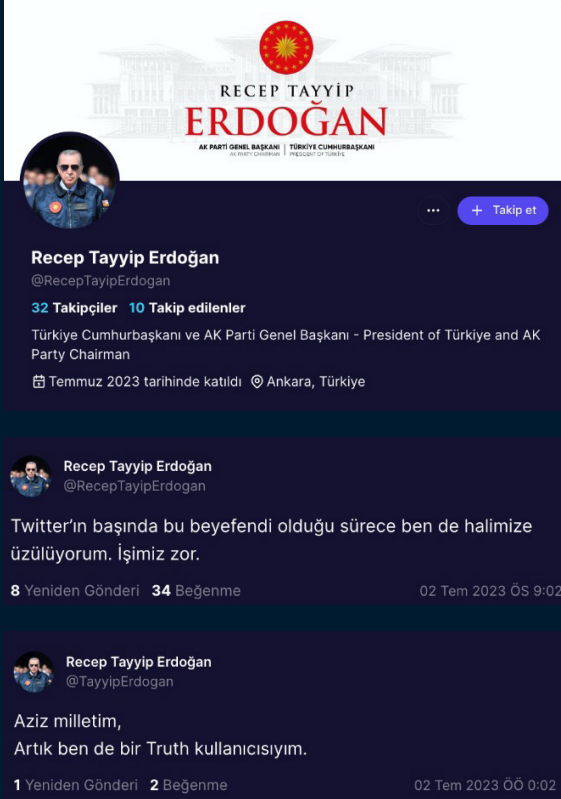 RECEP TAYYİP
ERDOĞAN
AK PARTİ GENEL BAŞKANI | TÜRKİYE CUMHURBAŞKANI
AK PARTY CHAIRMAN | PRESIDENT OF TÜRKİYE
+ Takip et
Recep Tayyip Erdoğan
@RecepTayipErdogan
32 Takipçiler 10 Takip edilenler
Türkiye Cumhurbaşkanı ve AK Parti Genel Başkanı - President of Türkiye and AK
Party Chairman
Temmuz 2023 tarihinde katıldı Ankara, Türkiye
Recep Tayyip Erdoğan
@RecepTayipErdogan
Twitter'ın başında bu beyefendi olduğu sürece ben de halimize
üzülüyorum. İşimiz zor.
8 Yeniden Gönderi 34 Beğenme 02 Tem 2023 ÖS 9:02
Recep Tayyip Erdoğan
@TayyipErdogan
Aziz milletim,
Artık ben de bir Truth kullanıcısıyım.
1 Yeniden Gönderi 2 Beğenme 02 Tem 2023 ÖÖ 0:02